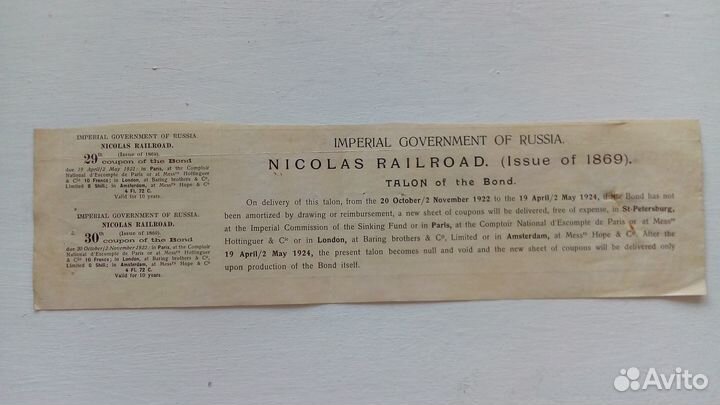 IMPERIAL GOVERNMENT OF RUSSIA.
NICOLAS RAILROAD.
(Issue of 1869).
29th
coupon of the Bond
due 19 April/2 May 1922: in Paris, at the Comptoir
National d'Escompte de Paris or at Messrs Hottinguer
& Cie 10 Francs; in London, at Baring brothers & Co,
Limited 8 Shill; in Amsterdam, at Messrs Hope & Co
4 Fl. 72 C.
Valid for 10 years.
IMPERIAL GOVERNMENT OF RUSSIA.
NICOLAS RAILROAD.
(Issue of 1869).
30th
coupon of the Bond
due 20 October/2 November 1922: in Paris, at the Comptoir
National d'Escompte de Paris or at Messrs Hottinguer
& Cie 10 Francs; in London, at Baring brothers & Co,
Limited 8 Shill; in Amsterdam, at Messrs Hope & Co
4 Fl. 72 C.
Valid for 10 years.
IMPERIAL GOVERNMENT OF RUSSIA.
NICOLAS RAILROAD. (Issue of 1869).
TALON of the Bond.
On delivery of this talon, from the 20 October/2 November 1922 to the 19 April/2 May 1924, if the Bond has not
been amortized by drawing or reimbursement, a new sheet of coupons will be delivered, free of expense, in St-Petersburg,
at the Imperial Commission of the Sinking Fund or in Paris, at the Comptoir National d'Escompte de Paris or at Messrs
Hottinguer & Cie or in London, at Baring brothers & Co, Limited or in Amsterdam, at Messrs Hope & Co. After the
19 April/2 May 1924, the present talon becomes null and void and the new sheet of coupons will be delivered only
upon production of the Bond itself.
Avito